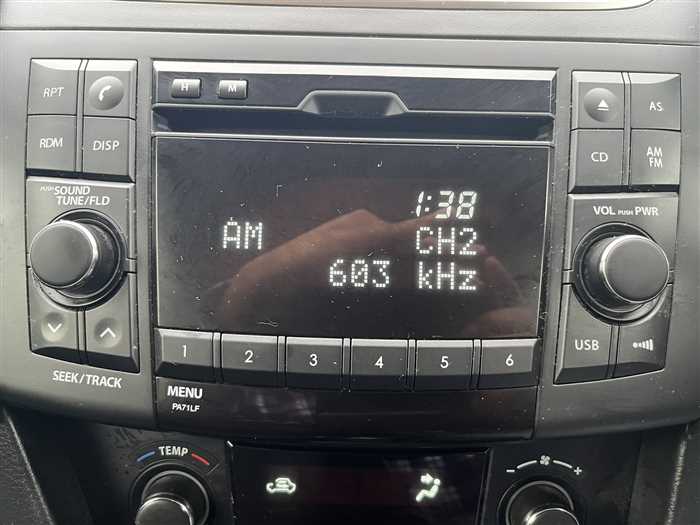 H M
RPT
RDM DISP
PUSH SOUND
TUNE/FLD
SEEK/TRACK
1:38
AM CH2
603 kHz
1 2 3 4 5 6
MENU
PA71LF
AS
CD AM
FM
VOL PUSH PWR
USB
TEMP
- +